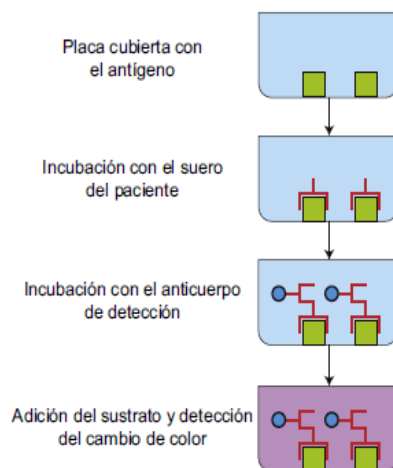 Placa cubierta con
el antígeno
Incubación con el suero
del paciente
Incubación con el anticuerpo
de detección
Adición del sustrato y detección
del cambio de color